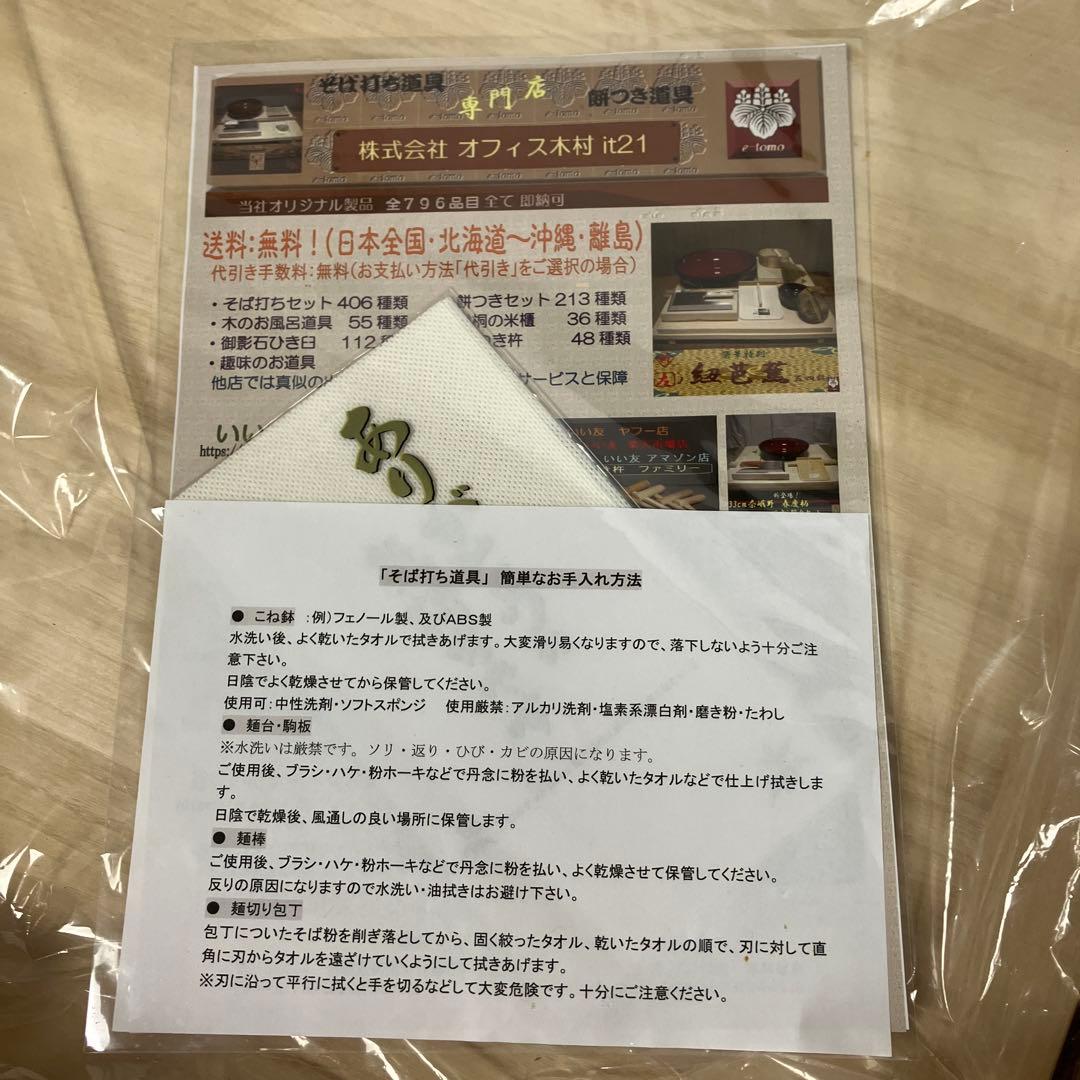 そば打ち道具
専門店
餅つき道具
株式会社 オフィス木村 it21
e-tomo
当社オリジナル製品 全796品目 全て 即納可
送料:無料!(日本全国・北海道~沖縄・離島)
代引き手数料:無料(お支払い方法「代引き」をご選択の場合)
・そば打ちセット 406 種類
餅つきセット 213 種類
・木のお風呂道具 55 種類
桐の米櫃 36 種類
・御影石ひき臼 112
き杵 48 種類
・趣味のお道具
他店では真似の
サービスと保障
いい
https:/
いい友 ヤフー店
いい友 アマゾン店
杵 ファミリー
33cm
「そば打ち道具」 簡単なお手入れ方法
● こね鉢 :例)フェノール製、及びABS製
水洗い後、よく乾いたタオルで拭きあげます。大変滑り易くなりますので、落下しないよう十分ご注
意下さい。
日陰でよく乾燥させてから保管してください。
使用可:中性洗剤・ソフトスポンジ 使用厳禁:アルカリ洗剤・塩素系漂白剤・磨き粉・たわし
● 麺台・駒板
※水洗いは厳禁です。ソリ・返り・ひび・カビの原因になります。
ご使用後、ブラシ・ハケ・粉ホーキなどで丹念に粉を払い、よく乾いたタオルなどで仕上げ拭きしま
す。
日陰で乾燥後、風通しの良い場所に保管します。
● 麺棒
ご使用後、ブラシ・ハケ・粉ホーキなどで丹念に粉を払い、よく乾燥させて保管してください。
反りの原因になりますので水洗い・油拭きはお避け下さい。
● 麺切り包丁
包丁についたそば粉を削ぎ落としてから、固く絞ったタオル、乾いたタオルの順で、刃に対して直
角に刃からタオルを遠ざけていくようにして拭きあげます。
※刃に沿って平行に拭くと手を切るなどして大変危険です。十分にご注意ください。